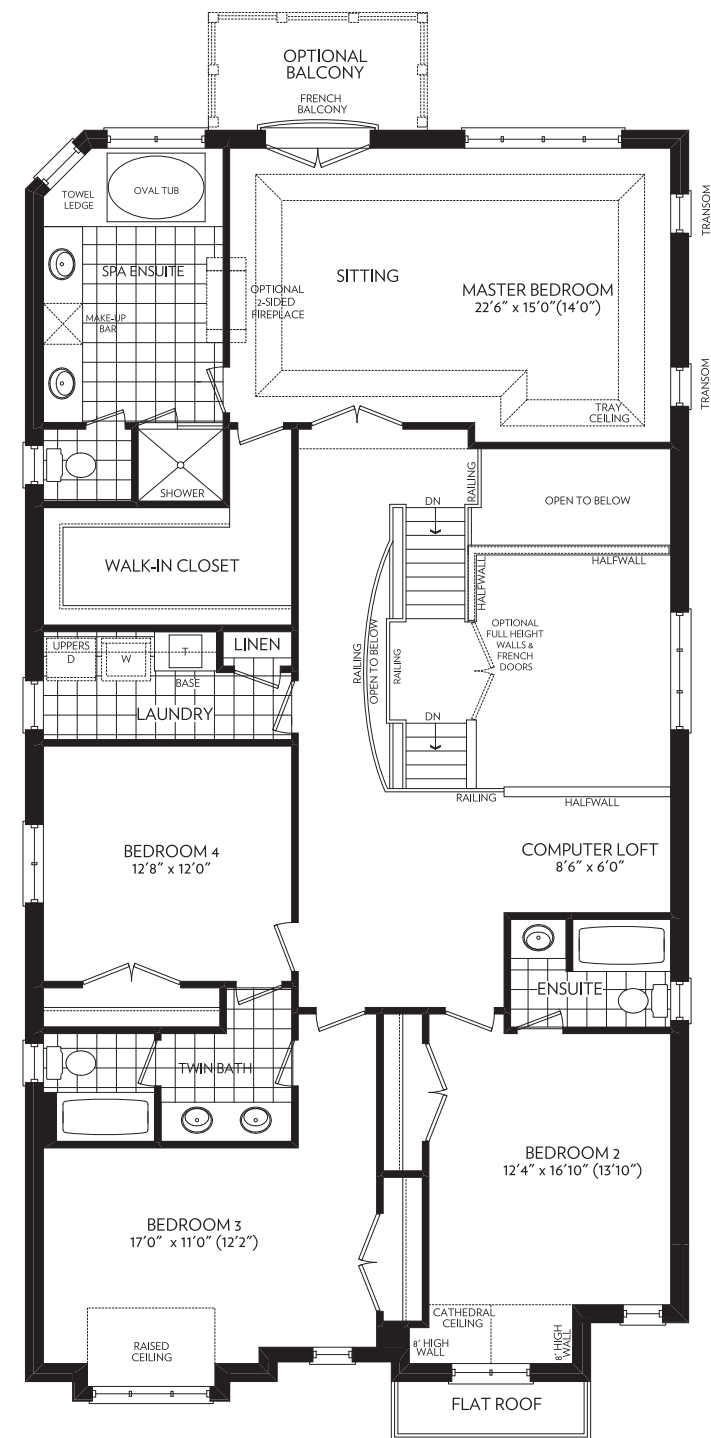 OPTIONAL
BALCONY
FRENCH
BALCONY
TOWEL
LEDGE
OVAL TUB
TRANSOM
SPA ENSUITE
SITTING
OPTIONAL
2-SIDED
FIREPLACE
MASTER BEDROOM
22'6" x 15'0"(14'0")
MAKE-UP
BAR
TRANSOM
TRAY
CEILING
SHOWER
RAILING
DN
OPEN TO BELOW
WALK-IN CLOSET
HALFWALL
HALFWALL
UPPERS
D
W
T
BASE
LINEN
LAUNDRY
RAILING
OPEN TO BELOW
RAILING
OPTIONAL
FULL HEIGHT
WALLS &
FRENCH
DOORS
DN
RAILING
HALFWALL
BEDROOM 4
12'8" x 12'0"
COMPUTER LOFT
8'6" x 6'0"
ENSUITE
TWIN BATH
BEDROOM 2
12'4" x 16'10" (13'10")
BEDROOM 3
17'0" x 11'0" (12'2")
CATHEDRAL
CEILING
RAISED
CEILING
8' HIGH
WALL
8' HIGH
WALL
FLAT ROOF